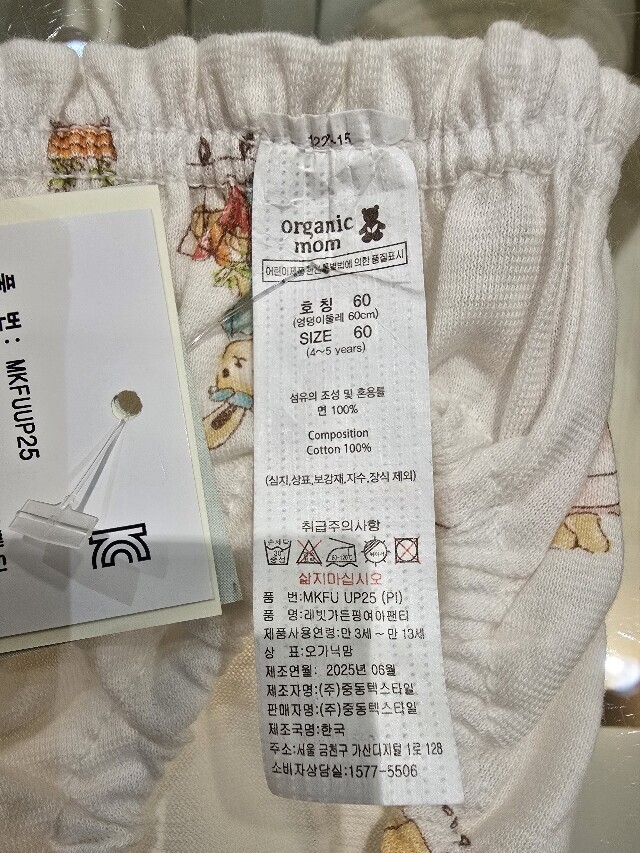 122-15
organic
mom
어린이제품 안전 특별법에 의한 품질표시
호 칭 60
(엉덩이둘레 60cm)
SIZE 60
(4~5 years)
섬유의 조성 및 혼용률
면 100%
Composition
Cotton 100%
(심지,상표,보강재,자수,장식 제외)
취급주의사항
삶지마십시오
품 번:MKFU UP25 (PI)
품 명:래빗가든핑여아팬티
제품사용연령:만 3세~만 13세
상 표:오가닉맘
제조연월: 2025년 06월
제조자명:(주)중동텍스타일
판매자명:(주)중동텍스타일
제조국명:한국
주소:서울 금천구 가산디지털 1로 128
소비자상담실:1577-5506
품 번: MKFUUP25